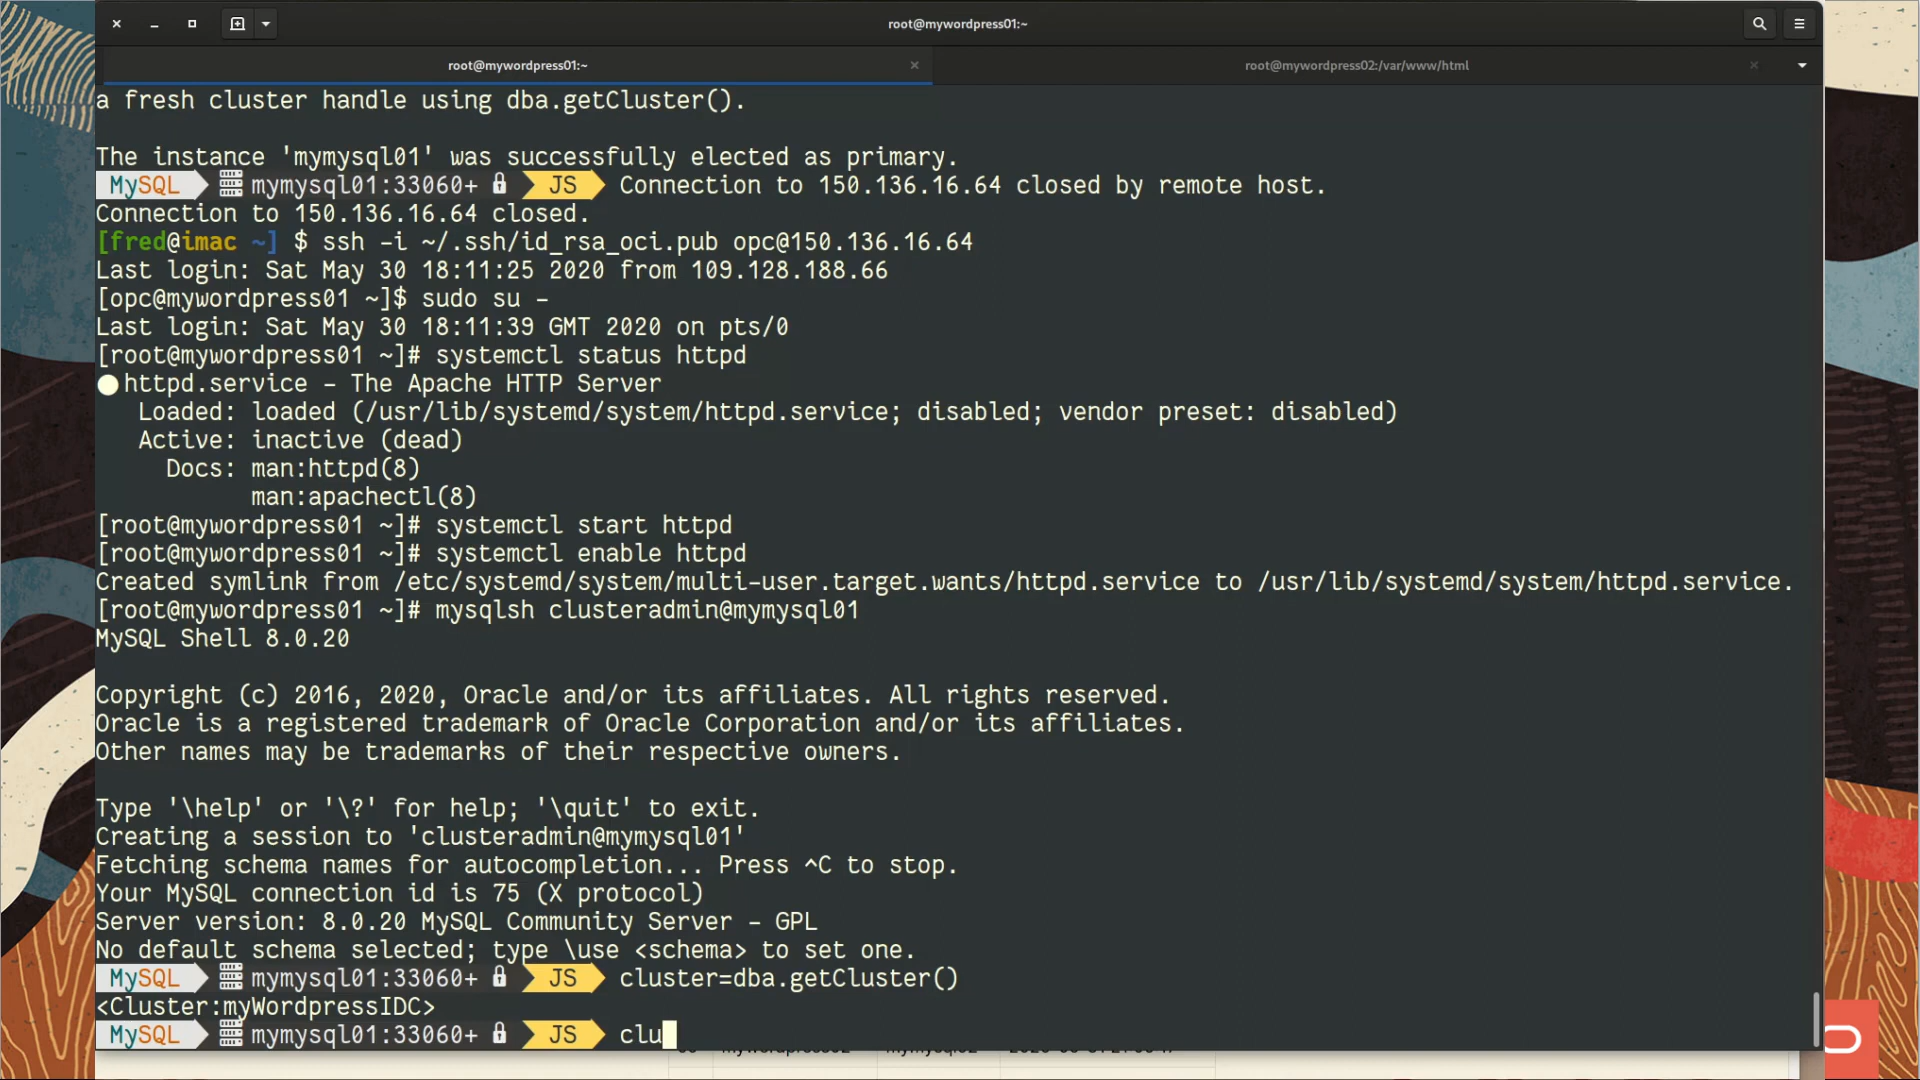 root@mywordpress01:~
root@mywordpress01:~
root@mywordpress02:/var/www/html
a fresh cluster handle using dba.getCluster().
The instance 'mymysql01' was successfully elected as primary.
MySQL mymysql01:33060+ JS Connection to 150.136.16.64 closed by remote host.
Connection to 150.136.16.64 closed.
[fred@imac ~] $ ssh -i ~/.ssh/id_rsa_oci.pub opc@150.136.16.64
Last login: Sat May 30 18:11:25 2020 from 109.128.188.66
[opc@mywordpress01 ~]$ sudo su -
Last login: Sat May 30 18:11:39 GMT 2020 on pts/0
[root@mywordpress01 ~]# systemctl status httpd
● httpd.service - The Apache HTTP Server
Loaded: loaded (/usr/lib/systemd/system/httpd.service; disabled; vendor preset: disabled)
Active: inactive (dead)
Docs: man:httpd(8)
man:apachectl(8)
[root@mywordpress01 ~]# systemctl start httpd
[root@mywordpress01 ~]# systemctl enable httpd
Created symlink from /etc/systemd/system/multi-user.target.wants/httpd.service to /usr/lib/systemd/system/httpd.service.
[root@mywordpress01 ~]# mysqlsh clusteradmin@mymysql01
MySQL Shell 8.0.20
Copyright (c) 2016, 2020, Oracle and/or its affiliates. All rights reserved.
Oracle is a registered trademark of Oracle Corporation and/or its affiliates.
Other names may be trademarks of their respective owners.
Type '\help' or '\?' for help; '\quit' to exit.
Creating a session to 'clusteradmin@mymysql01'
Fetching schema names for autocompletion... Press ^C to stop.
Your MySQL connection id is 75 (X protocol)
Server version: 8.0.20 MySQL Community Server - GPL
No default schema selected; type \use <schema> to set one.
MySQL mymysql01:33060+ JS cluster=dba.getCluster()
<Cluster:myWordpressIDC>
MySQL mymysql01:33060+ JS clu